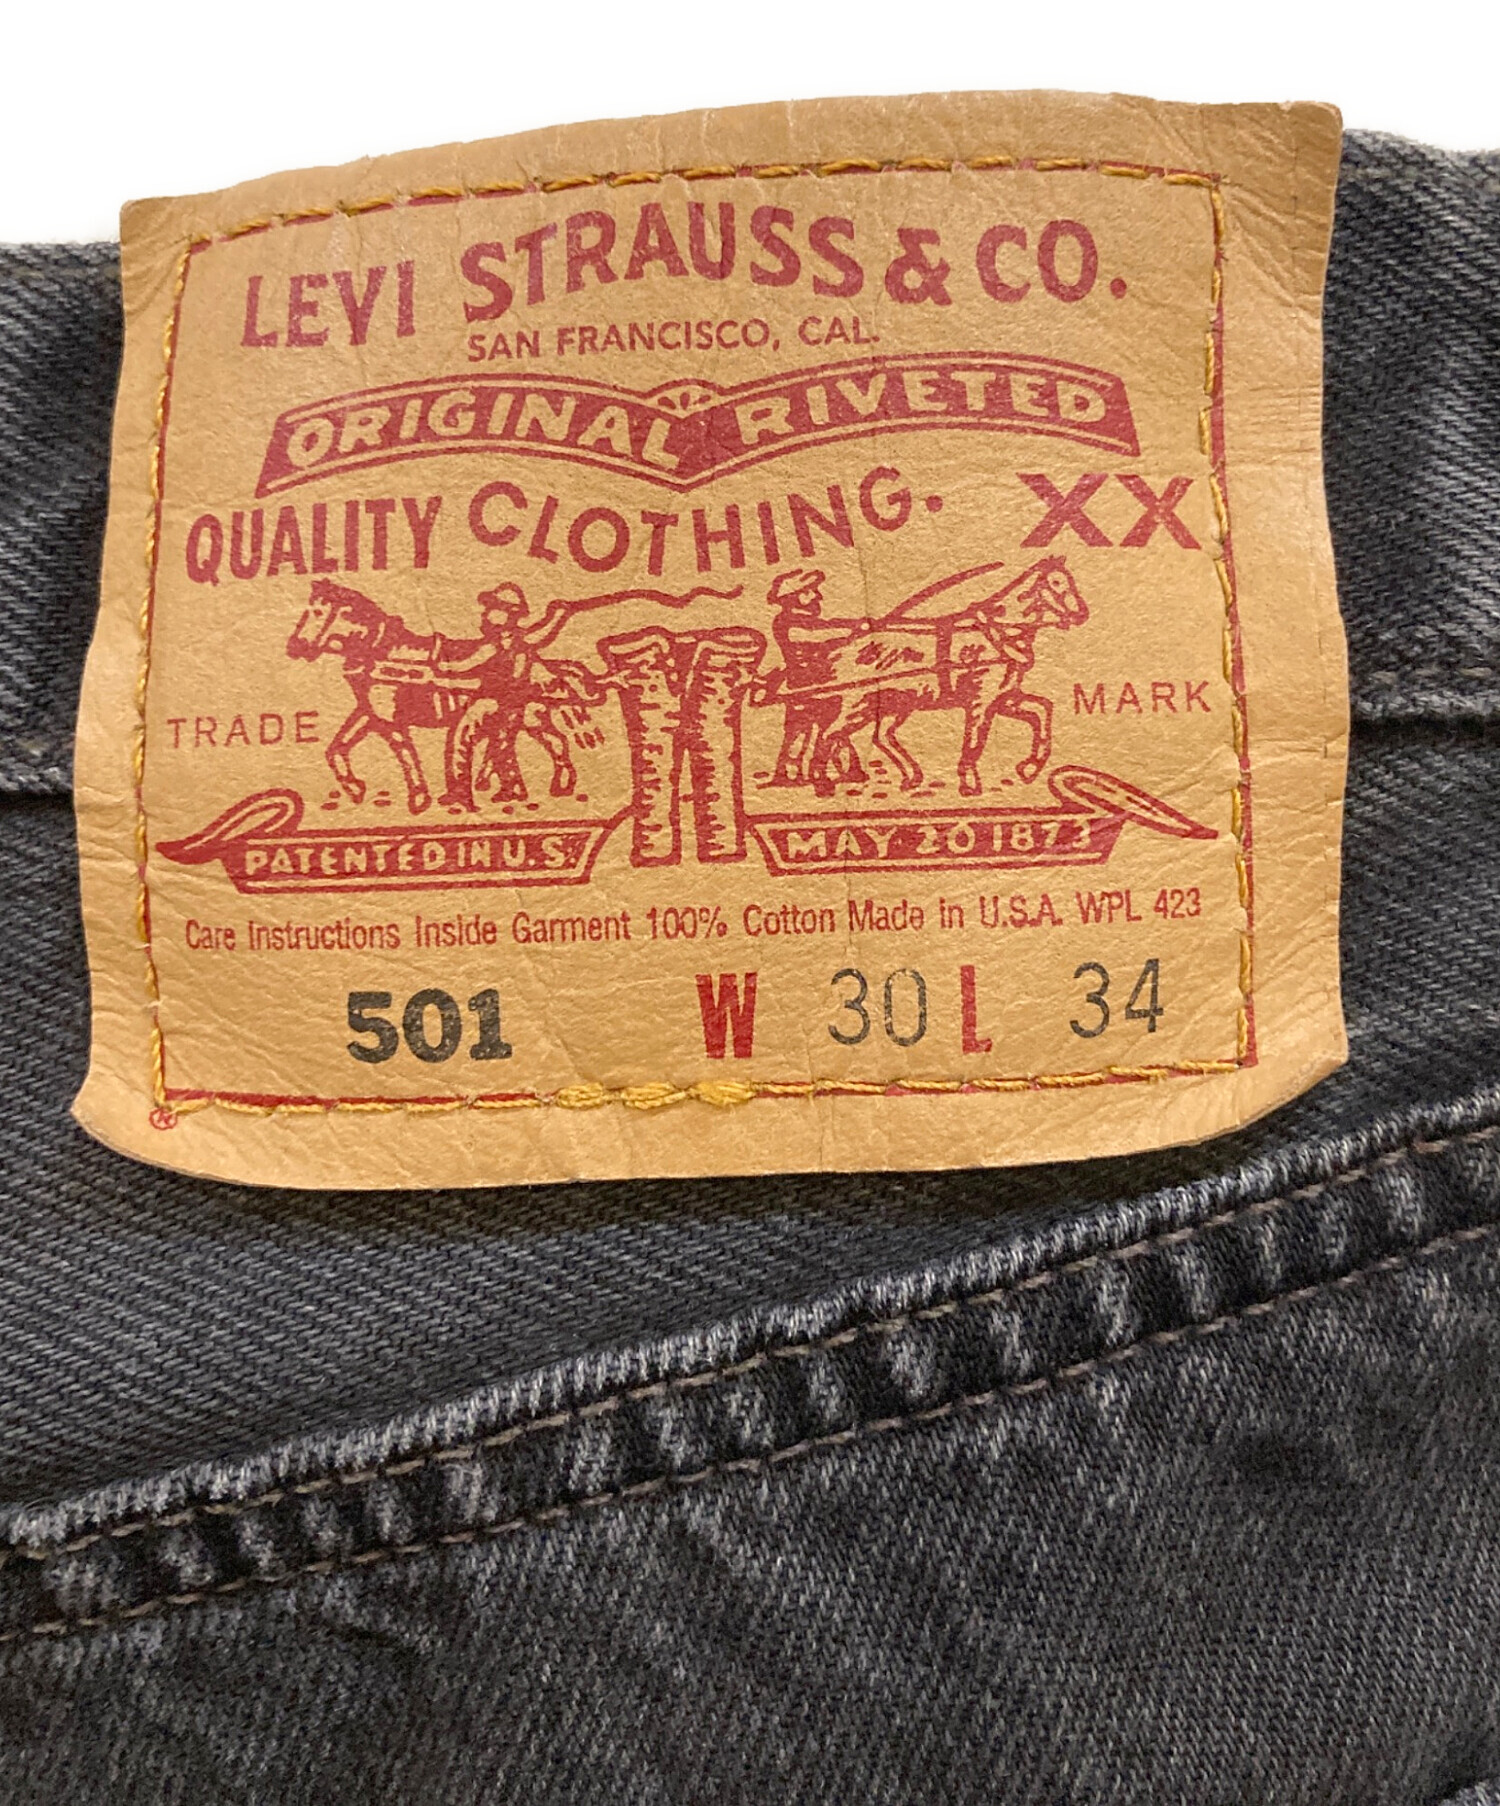 LEVI STRAUSS & CO.
SAN FRANCISCO, CAL.
ORIGINAL RIVETED
QUALITY CLOTHING. XX
TRADE MARK
PATENTED IN U.S. MAY 20 1873
Care Instructions Inside Garment 100% Cotton Made in U.S.A. WPL 423
501 W 30 L 34
®